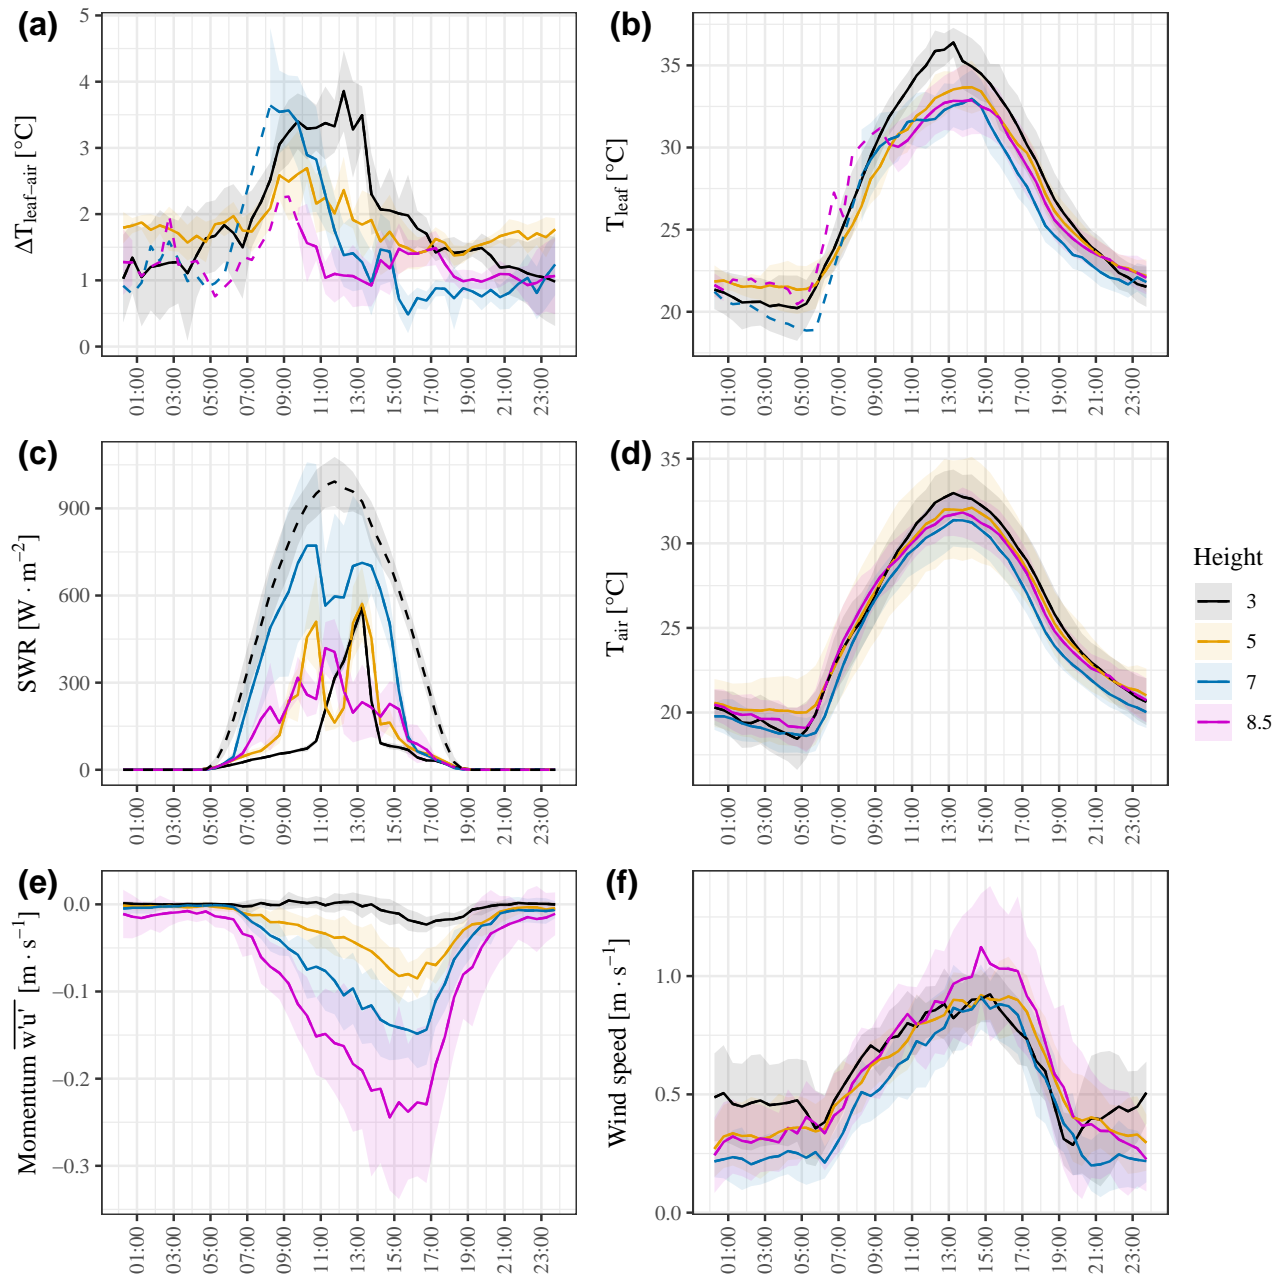 (a)
ΔTleaf−air [°C]
5
4
3
2
1
0
01:00 03:00 05:00 07:00 09:00 11:00 13:00 15:00 17:00 19:00 21:00 23:00
(b)
Tleaf [°C]
35
30
25
20
01:00 03:00 05:00 07:00 09:00 11:00 13:00 15:00 17:00 19:00 21:00 23:00
(c)
SWR [W · m−2]
900
600
300
0
01:00 03:00 05:00 07:00 09:00 11:00 13:00 15:00 17:00 19:00 21:00 23:00
(d)
Tair [°C]
35
30
25
20
01:00 03:00 05:00 07:00 09:00 11:00 13:00 15:00 17:00 19:00 21:00 23:00
Height
3
5
7
8.5
(e)
Momentum w'u' [m · s−1]
0.0
−0.1
−0.2
−0.3
01:00 03:00 05:00 07:00 09:00 11:00 13:00 15:00 17:00 19:00 21:00 23:00
(f)
Wind speed [m · s−1]
1.0
0.5
0.0
01:00 03:00 05:00 07:00 09:00 11:00 13:00 15:00 17:00 19:00 21:00 23:00